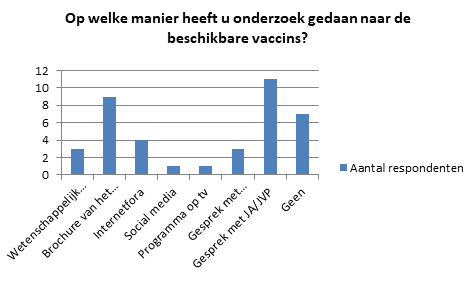 Op welke manier heeft u onderzoek gedaan naar de
beschikbare vaccins?
12
10
8
6
4
2
0
Wetenschappelijk...
Brochure van het...
Internetfora
Social media
Programma op tv
Gesprek met...
Gesprek met JA/JVP
Geen
Aantal respondenten